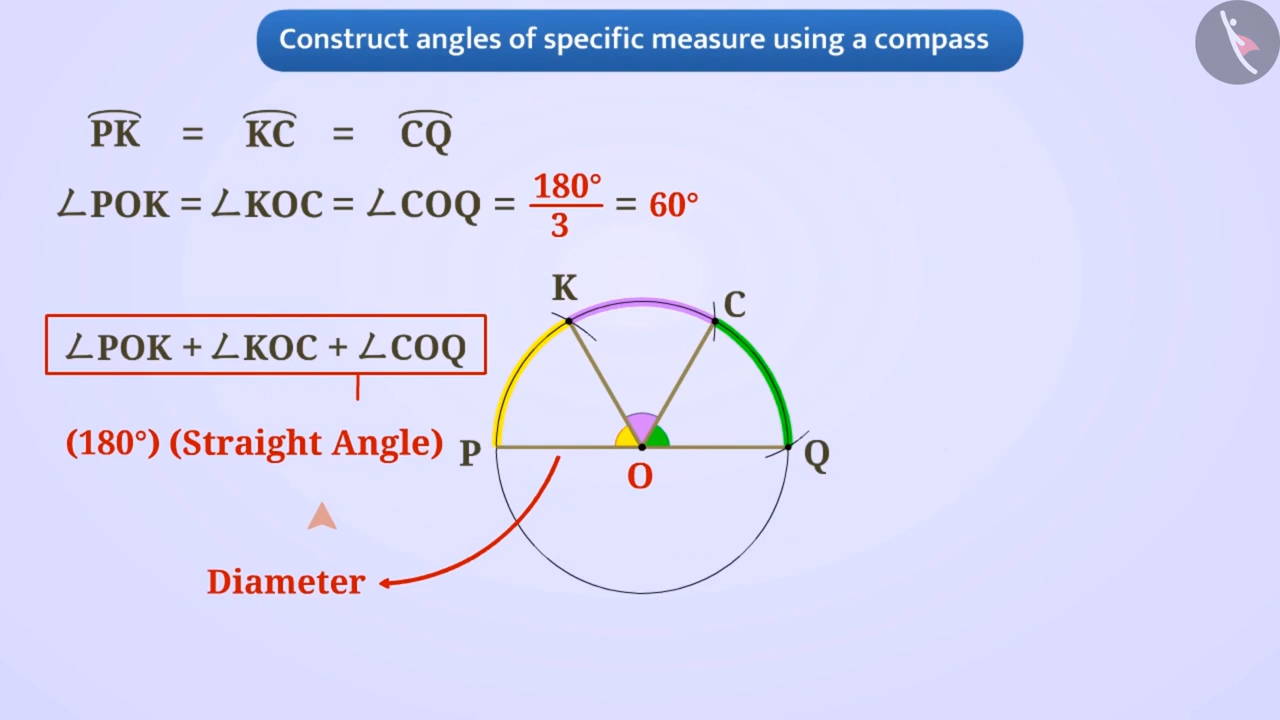 Construct angles of specific measure using a compass
PK = KC = CQ
∠POK = ∠KOC = ∠COQ = 180°/3 = 60°
K
C
∠POK + ∠KOC + ∠COQ
(180°) (Straight Angle)
P
Q
O
Diameter